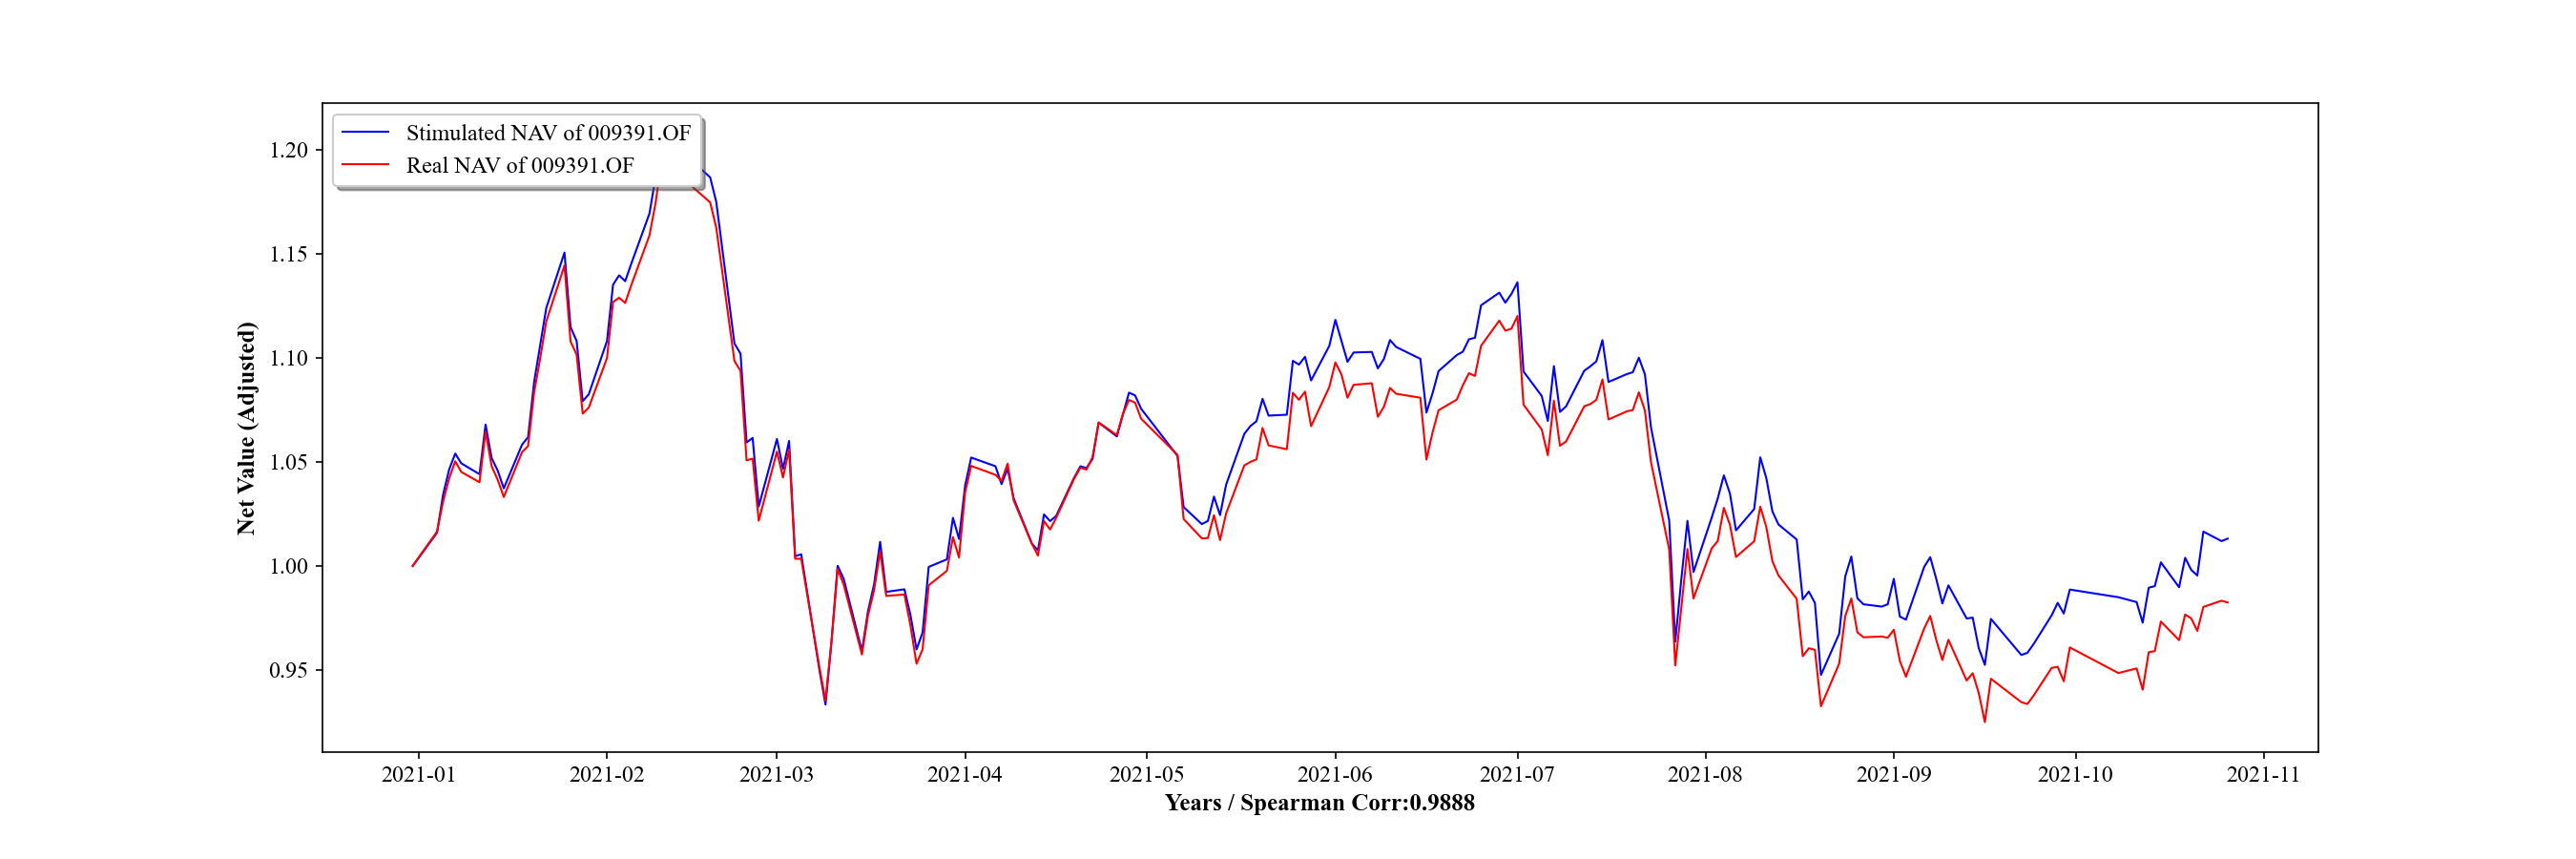 Stimulated NAV of 009391.OF
Real NAV of 009391.OF
1.20
1.15
1.10
1.05
1.00
0.95
Net Value (Adjusted)
2021-01 2021-02 2021-03 2021-04 2021-05 2021-06 2021-07 2021-08 2021-09 2021-10 2021-11
Years / Spearman Corr:0.9888